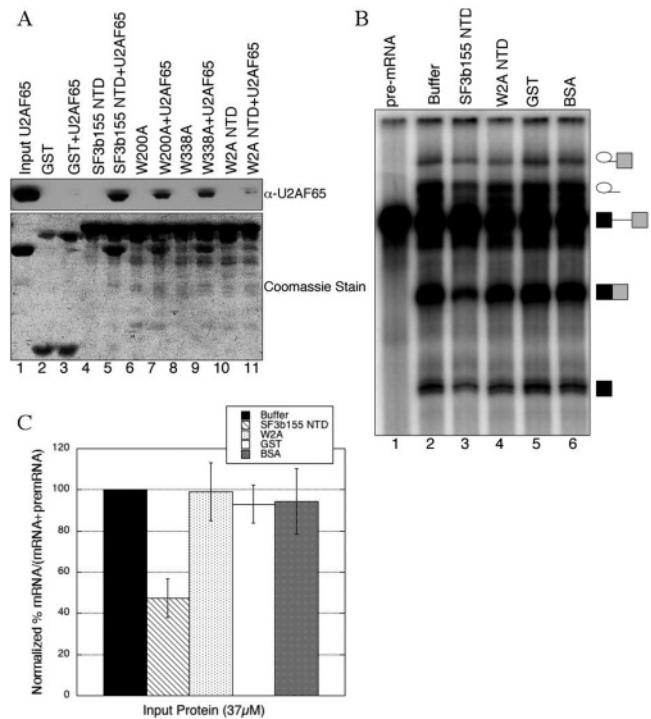 A
Input U2AF65
GST
GST+U2AF65
SF3b155 NTD
SF3b155 NTD+U2AF65
W200A
W200A+U2AF65
W338A
W338A+U2AF65
W2A NTD
W2A NTD+U2AF65
α-U2AF65
Coomassie Stain
1 2 3 4 5 6 7 8 9 10 11
B
pre-mRNA
Buffer
SF3b155 NTD
W2A NTD
GST
BSA
1 2 3 4 5 6
C
Buffer
SF3b155 NTD
W2A
GST
BSA
Normalized % mRNA/(mRNA+premRNA)
120
100
80
60
40
20
0
Input Protein (37µM)